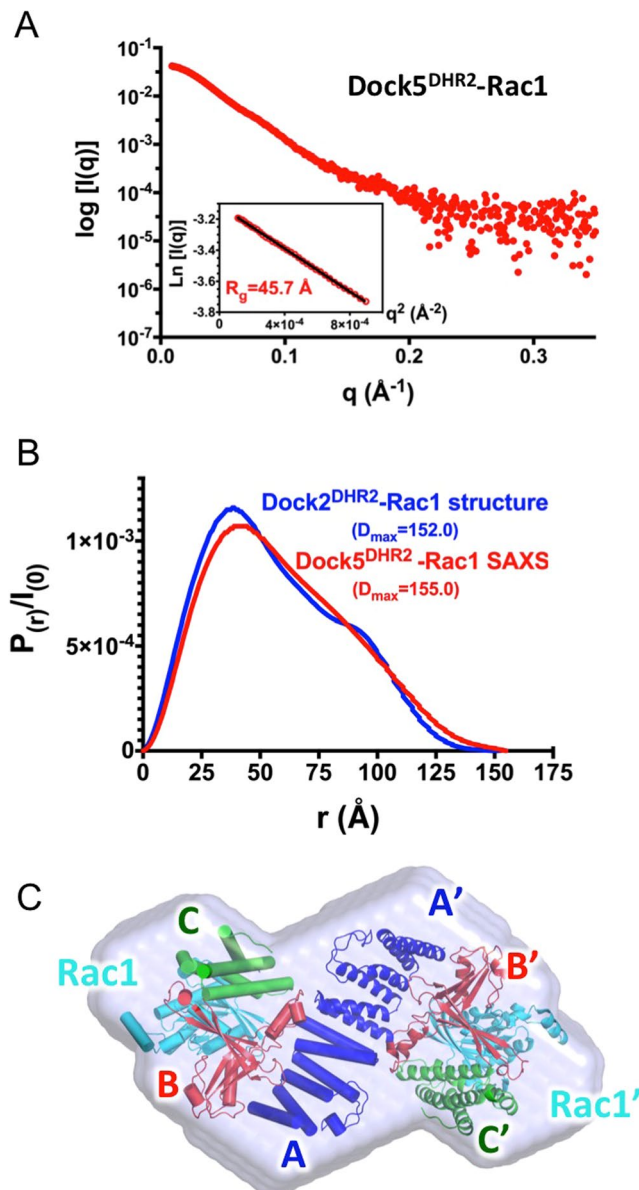 A
Dock5ᴰᴴᴿ²-Rac1
log [I(q)]
10⁻¹
10⁻²
10⁻³
10⁻⁴
10⁻⁵
10⁻⁶
10⁻⁷
Ln [I(q)]
-3.2
-3.4
-3.6
-3.8
Rg=45.7 Å
4×10⁻⁴ 8×10⁻⁴
q² (Å⁻²)
0.0 0.1 0.2 0.3
q (Å⁻¹)
B
Dock2ᴰᴴᴿ²-Rac1 structure
(Dmax=152.0)
Dock5ᴰᴴᴿ² -Rac1 SAXS
(Dmax=155.0)
P(r)/I(0)
1×10⁻³
5×10⁻⁴
0
0 25 50 75 100 125 150 175
r (Å)
C
C
A’
Rac1
B’
B
A
C’
Rac1’